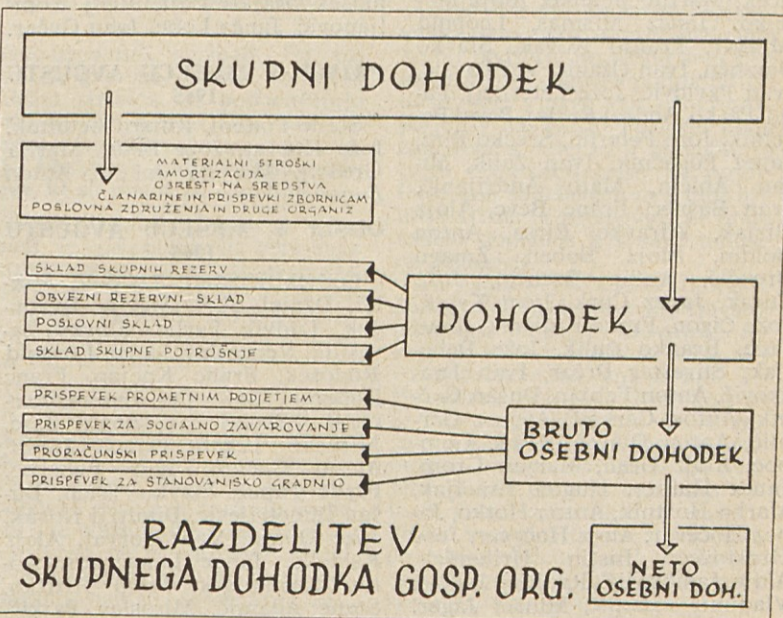 SKUPNI DOHODEK
MATERIALNI STROŠKI
AMORTIZACIJA
OBRESTI NA SREDSTVA
ČLANARINE IN PRISPEVKI ZBORNICAM
POSLOVNA ZDRUŽENJA IN DRUGE ORGANIZ
SKLAD SKUPNIH REZERV
OBVEZNI REZERVNI SKLAD
POSLOVNI SKLAD
SKLAD SKUPNE POTROŠNJE
DOHODEK
PRISPEVEK PROMETNIM PODJETJEM
PRISPEVEK ZA SOCIALNO ZAVAROVANJE
PRORAČUNSKI PRISPEVEK
PRISPEVEK ZA STANOVANJSKO GRADNJO
BRUTO
OSEBNI DOHODEK
NETO
OSEBNI DOH.
RAZDELITEV
SKUPNEGA DOHODKA GOSP. ORG.